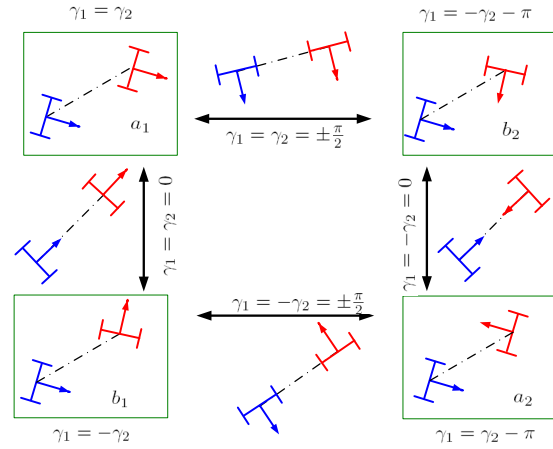 γ₁ = γ₂
γ₁ = −γ₂ − π
a₁
b₂
γ₁ = γ₂ = ±π/2
γ₁ = γ₂ = 0
γ₁ = −γ₂ = 0
γ₁ = −γ₂ = ±π/2
b₁
a₂
γ₁ = −γ₂
γ₁ = γ₂ − π